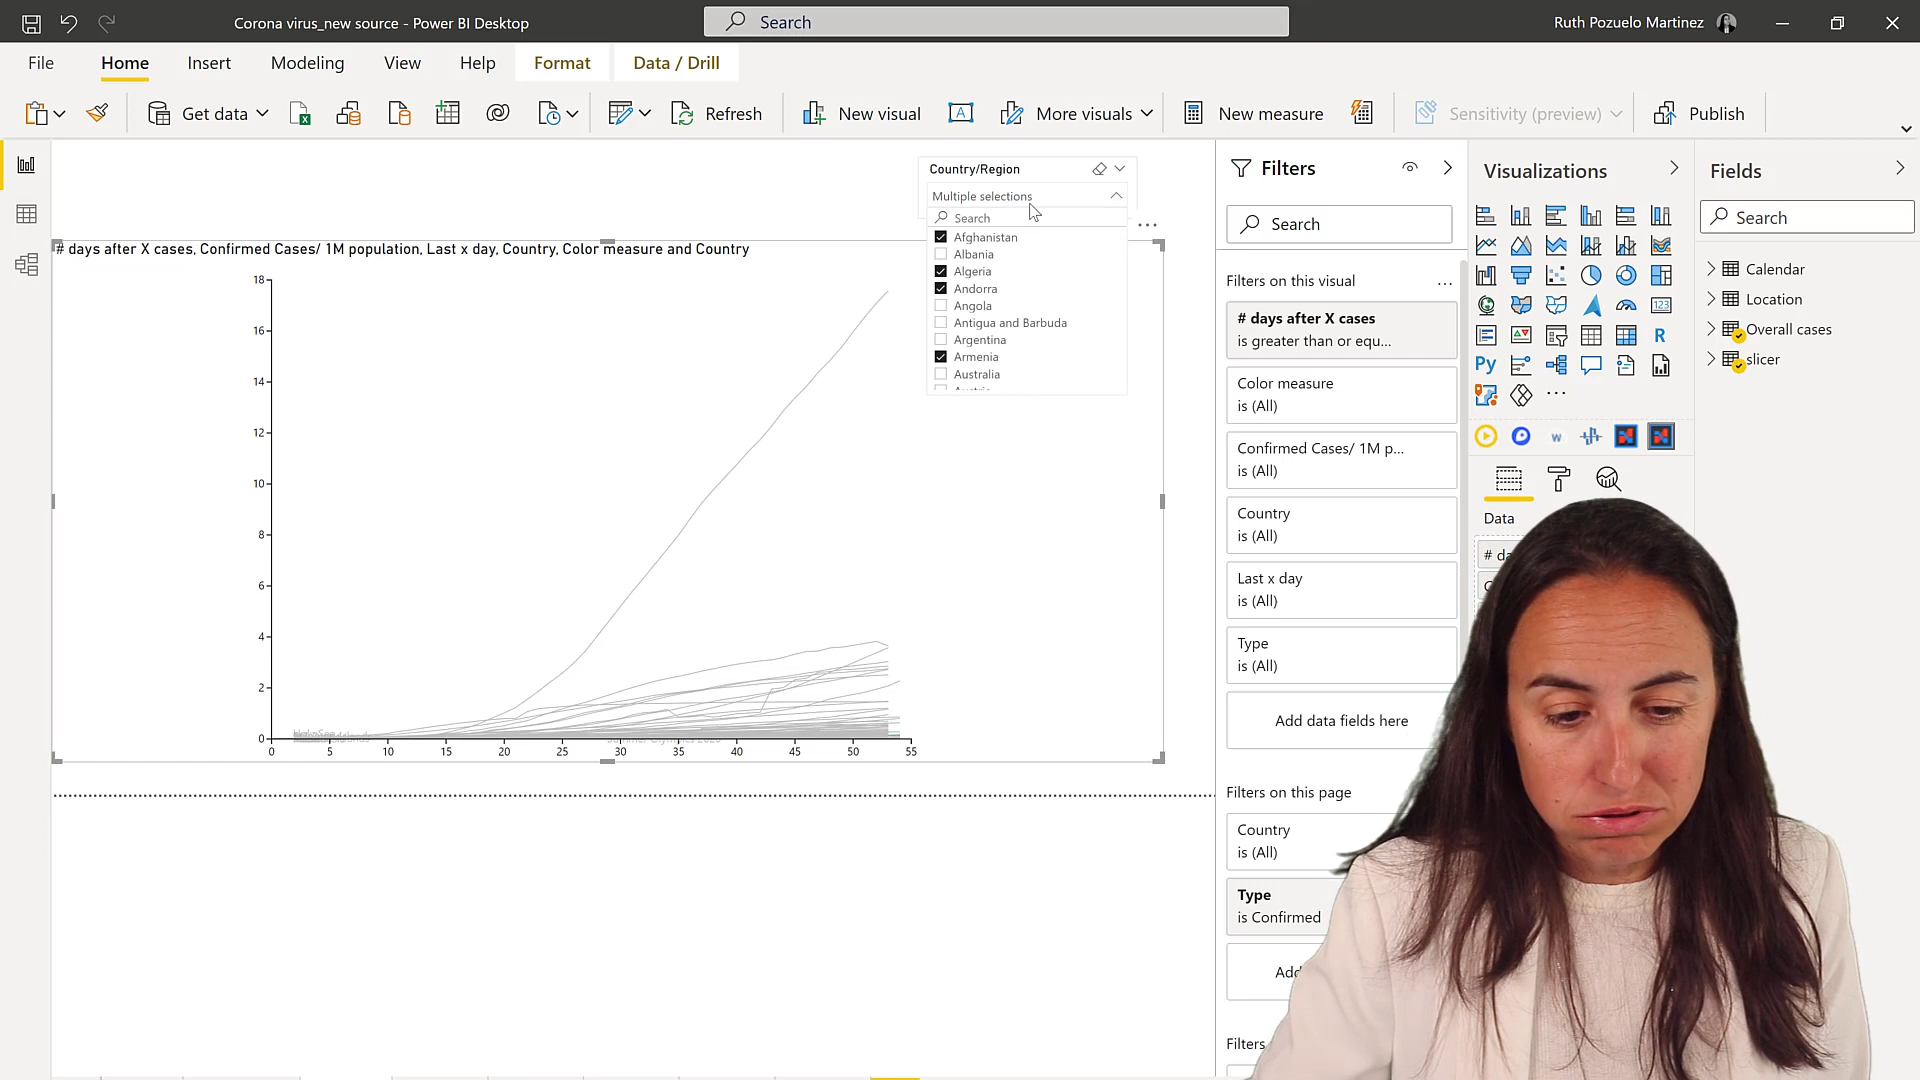 Corona virus_new source - Power BI Desktop
Search
Ruth Pozuelo Martinez
File
Home
Insert
Modeling
View
Help
Format
Data / Drill
Get data
Refresh
New visual
More visuals
New measure
Sensitivity (preview)
Publish
Country/Region
Multiple selections
Search
Afghanistan
Albania
Algeria
Andorra
Angola
Antigua and Barbuda
Argentina
Armenia
Australia
# days after X cases, Confirmed Cases/ 1M population, Last x day, Country, Color measure and Country
18
16
14
12
10
8
6
4
2
0
0 5 10 15 20 25 30 35 40 45 50 55
Filters
Search
Filters on this visual
# days after X cases
is greater than or equ...
Color measure
is (All)
Confirmed Cases/ 1M p...
is (All)
Country
is (All)
Last x day
is (All)
Type
is (All)
Add data fields here
Filters on this page
Country
is (All)
Type
is Confirmed
Add
Filters
Visualizations
R
Py
123
Data
# da
Fields
Search
Calendar
Location
Overall cases
slicer